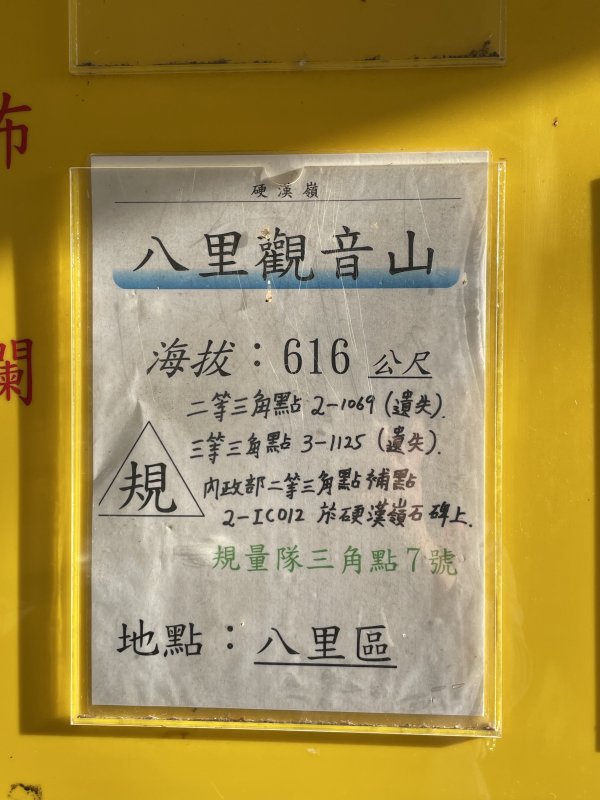 布
欄
硬漢嶺
八里觀音山
海拔：616 公尺
二等三角點 2-1069 (遺失).
三等三角點 3-1125 (遺失).
規
內政部二等三角點補點
2-IC012 於硬漢嶺石碑上.
規量隊三角點7號
地點：八里區